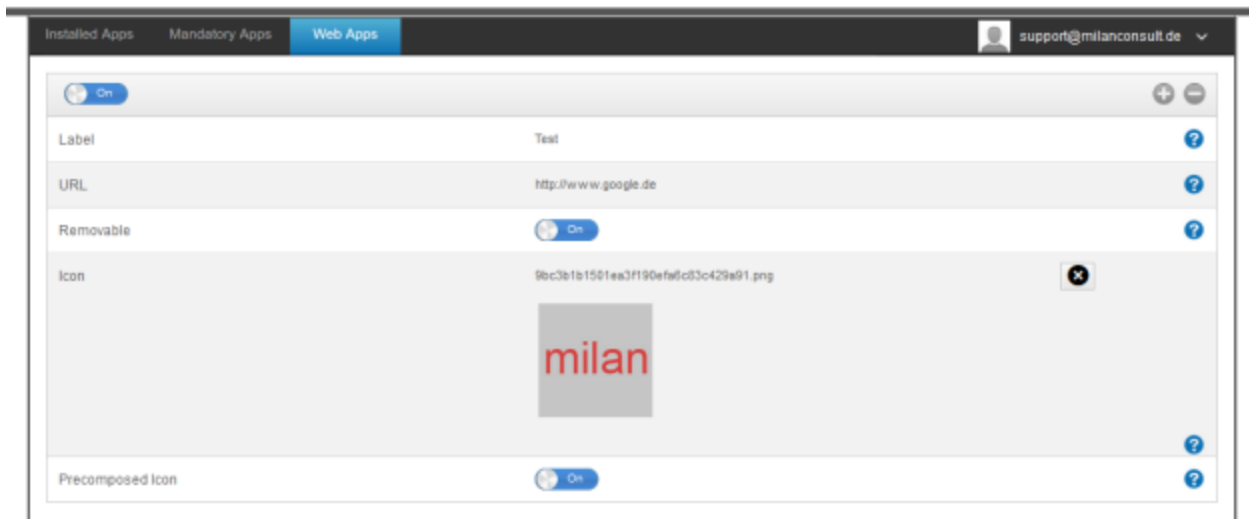 Installed Apps Mandatory Apps Web Apps support@milanconsult.de
On
Label Test
URL http://www.google.de
Removable On
Icon 9bc3b1b1501ea3f190efa6c83c429a91.png
milan
Precomposed Icon On